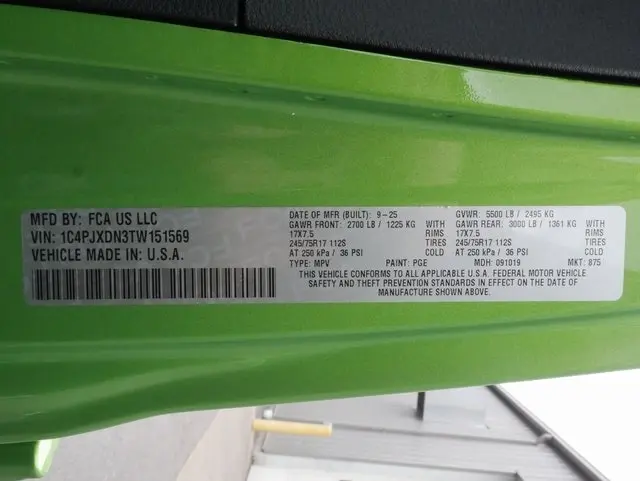 MFD BY: FCA US LLC
VIN: 1C4PJXDN3TW151569
VEHICLE MADE IN: U.S.A.
DATE OF MFR (BUILT): 9-25 GVWR: 5500 LB / 2495 KG
GAWR FRONT: 2700 LB / 1225 KG WITH GAWR REAR: 3000 LB / 1361 KG WITH
17X7.5 RIMS 17X7.5 RIMS
245/75R17 112S TIRES 245/75R17 112S TIRES
AT 250 kPa / 36 PSI COLD AT 250 kPa / 36 PSI COLD
TYPE: MPV PAINT: PGE MDH: 091019 MKT: 875
THIS VEHICLE CONFORMS TO ALL APPLICABLE U.S.A. FEDERAL MOTOR VEHICLE
SAFETY AND THEFT PREVENTION STANDARDS IN EFFECT ON THE DATE OF
MANUFACTURE SHOWN ABOVE.